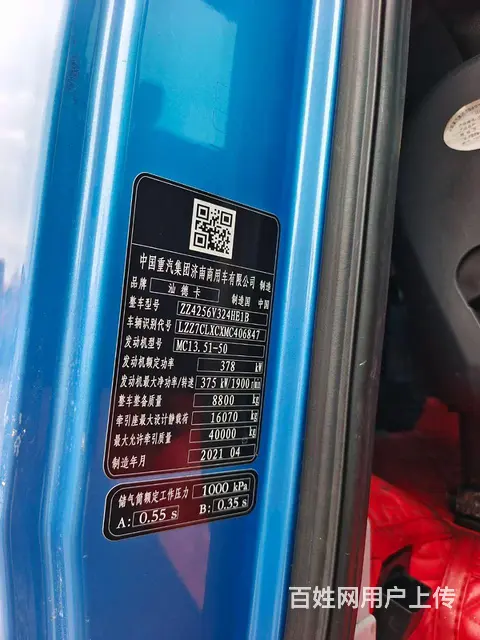 中国重汽集团济南商用车有限公司 制造
品牌 汕德卡 制造国 中国
整车型号 ZZ4256V324HE1B
车辆识别代号 LZZ7CLXCXMC406847
发动机型号 MC13.51-50
发动机额定功率 378 kW
发动机最大净功率/转速 375 kW/1900 r/min
整车整备质量 8800 kg
牵引座最大设计静载荷 16070 kg
最大允许牵引质量 40000 kg
制造年月 2021 04
储气筒额定工作压力 1000 kPa
A: 0.55 s B: 0.35 s
百姓网用户上传